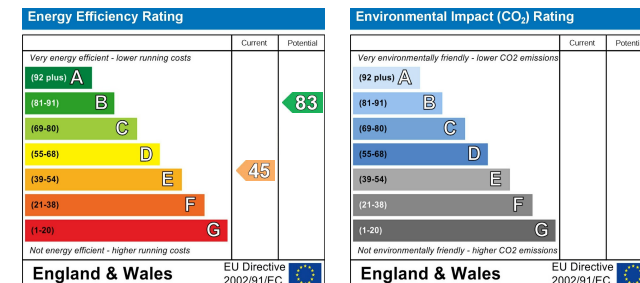 Energy Efficiency Rating
Current Potential
Very energy efficient - lower running costs
(92 plus) A
(81-91) B
83
(69-80) C
(55-68) D
(39-54) E
45
(21-38) F
(1-20) G
Not energy efficient - higher running costs
England & Wales
EU Directive
2002/91/EC
Environmental Impact (CO₂) Rating
Current
Very environmentally friendly - lower CO2 emissions
(92 plus) A
(81-91) B
(69-80) C
(55-68) D
(39-54) E
(21-38) F
(1-20) G
Not environmentally friendly - higher CO2 emissions
England & Wales
EU Directive
2002/91/EC